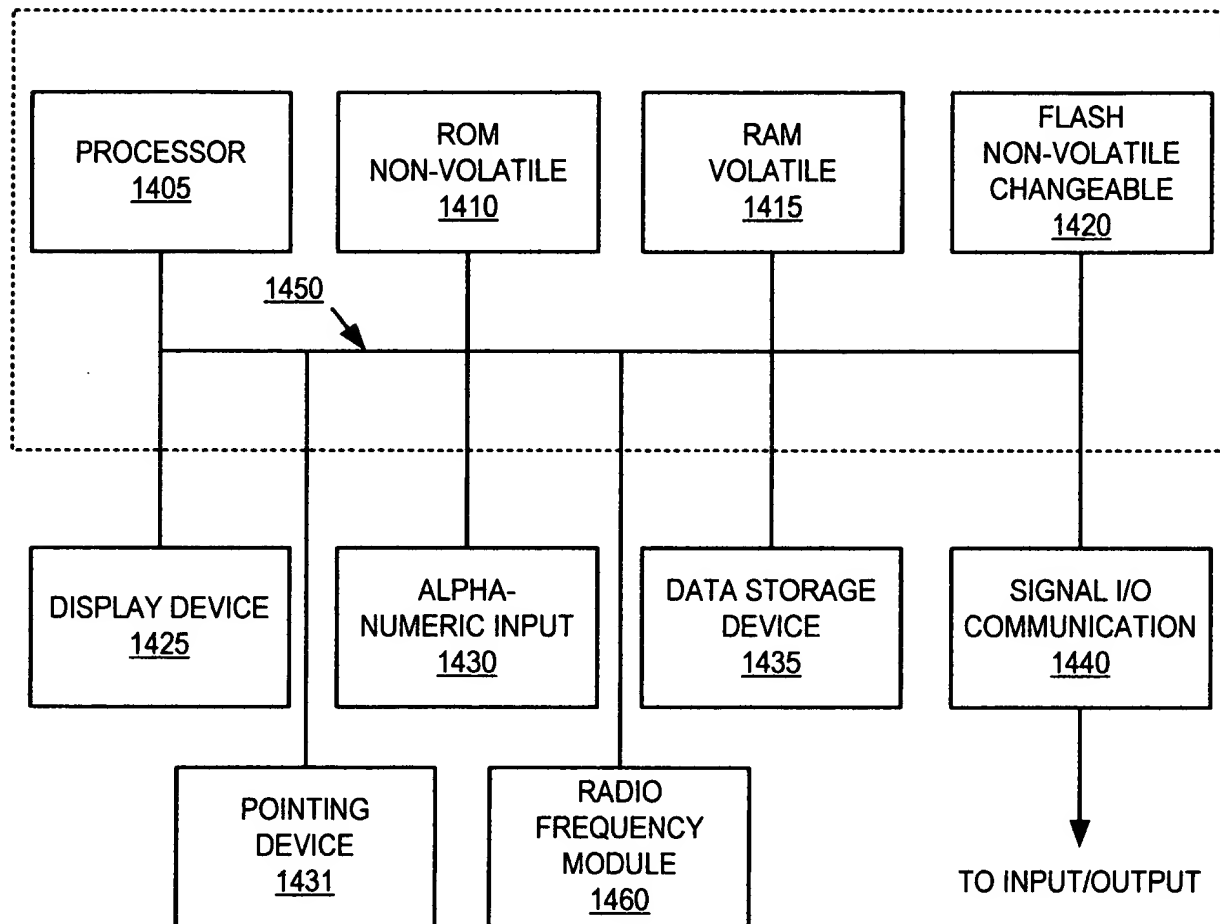 PROCESSOR
1405
ROM
NON-VOLATILE
1410
RAM
VOLATILE
1415
FLASH
NON-VOLATILE
CHANGEABLE
1420
1450
DISPLAY DEVICE
1425
ALPHA-
NUMERIC INPUT
1430
DATA STORAGE
DEVICE
1435
SIGNAL I/O
COMMUNICATION
1440
POINTING
DEVICE
1431
RADIO
FREQUENCY
MODULE
1460
TO INPUT/OUTPUT